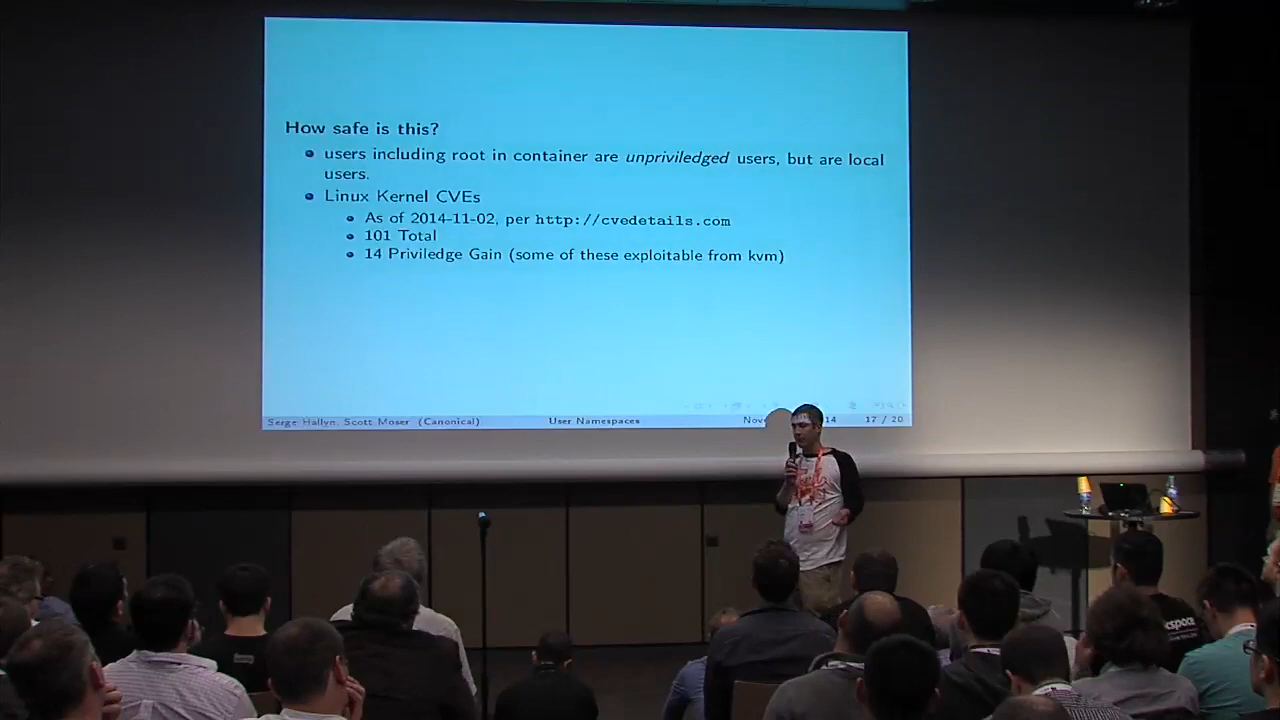 How safe is this?
users including root in container are unpriviledged users, but are local
users.
Linux Kernel CVEs
As of 2014-11-02, per http://cvedetails.com
101 Total
14 Priviledge Gain (some of these exploitable from kvm)
Serge Hallyn, Scott Moser (Canonical) User Namespaces Nov 14 17 / 20